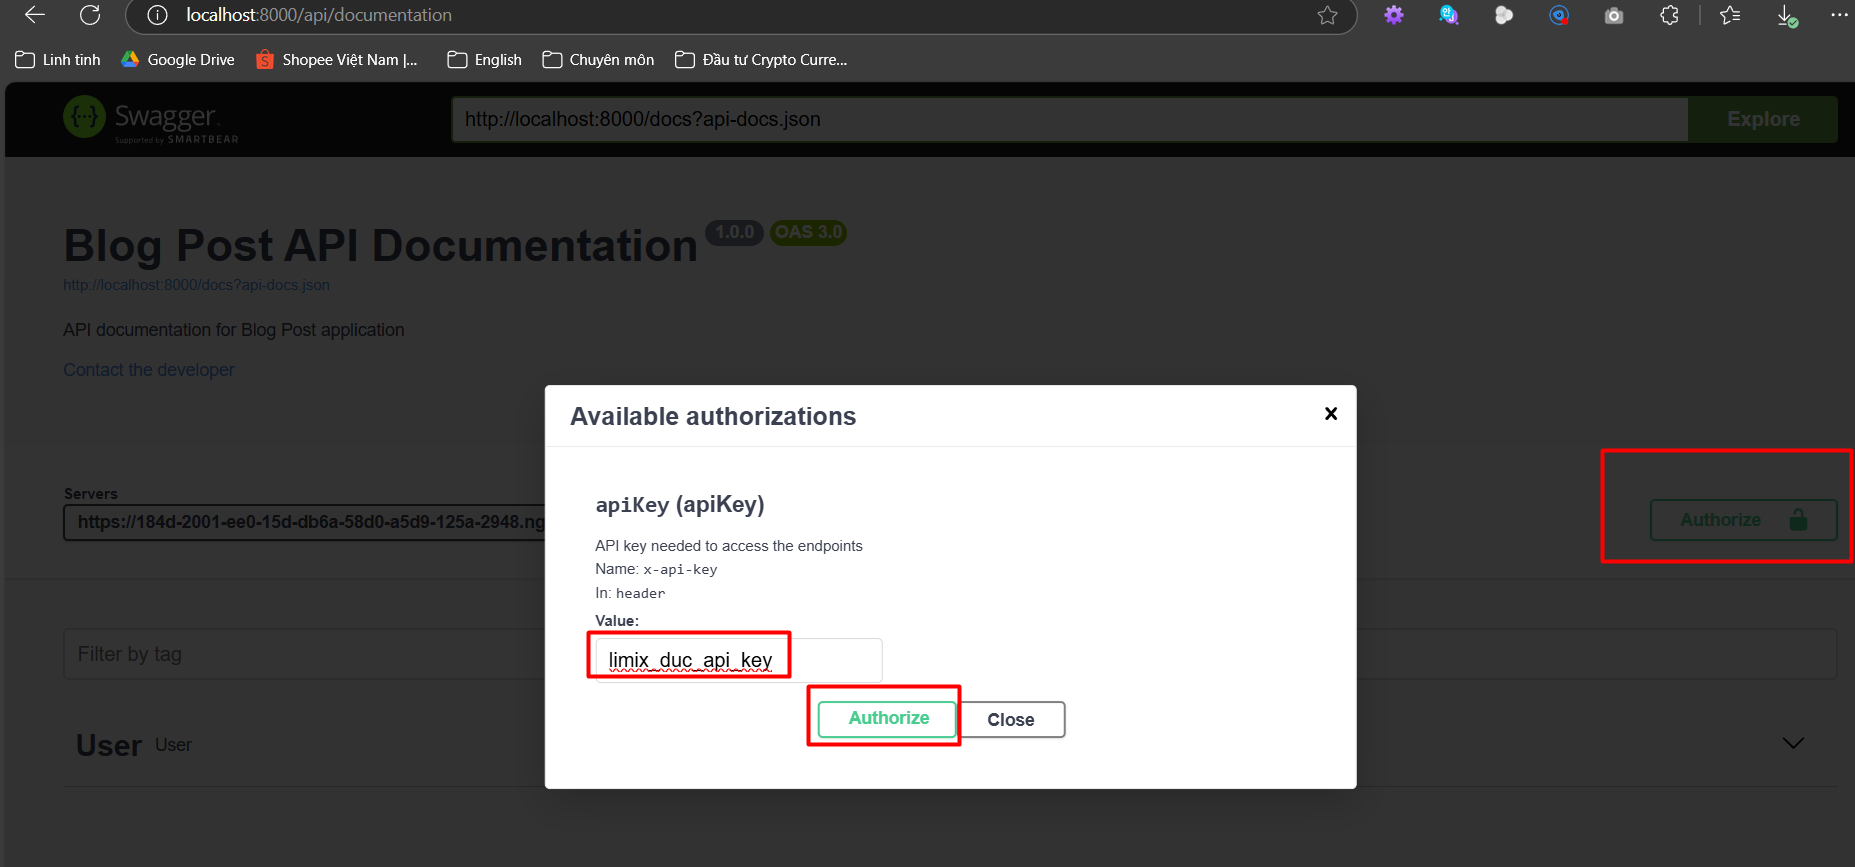 localhost:8000/api/documentation
Linh tinh
Google Drive
Shopee Việt Nam |...
English
Chuyên môn
Đầu tư Crypto Curre...
Swagger
Supported by SMARTBEAR
http://localhost:8000/docs?api-docs.json
Explore
Blog Post API Documentation 1.0.0 OAS 3.0
http://localhost:8000/docs?api-docs.json
API documentation for Blog Post application
Contact the developer
Available authorizations
Servers
https://184d-2001-ee0-15d-db6a-58d0-a5d9-125a-2948.ng
Authorize
apiKey (apiKey)
API key needed to access the endpoints
Name: x-api-key
In: header
Value:
limix_duc_api_key
Authorize
Close
Filter by tag
User User